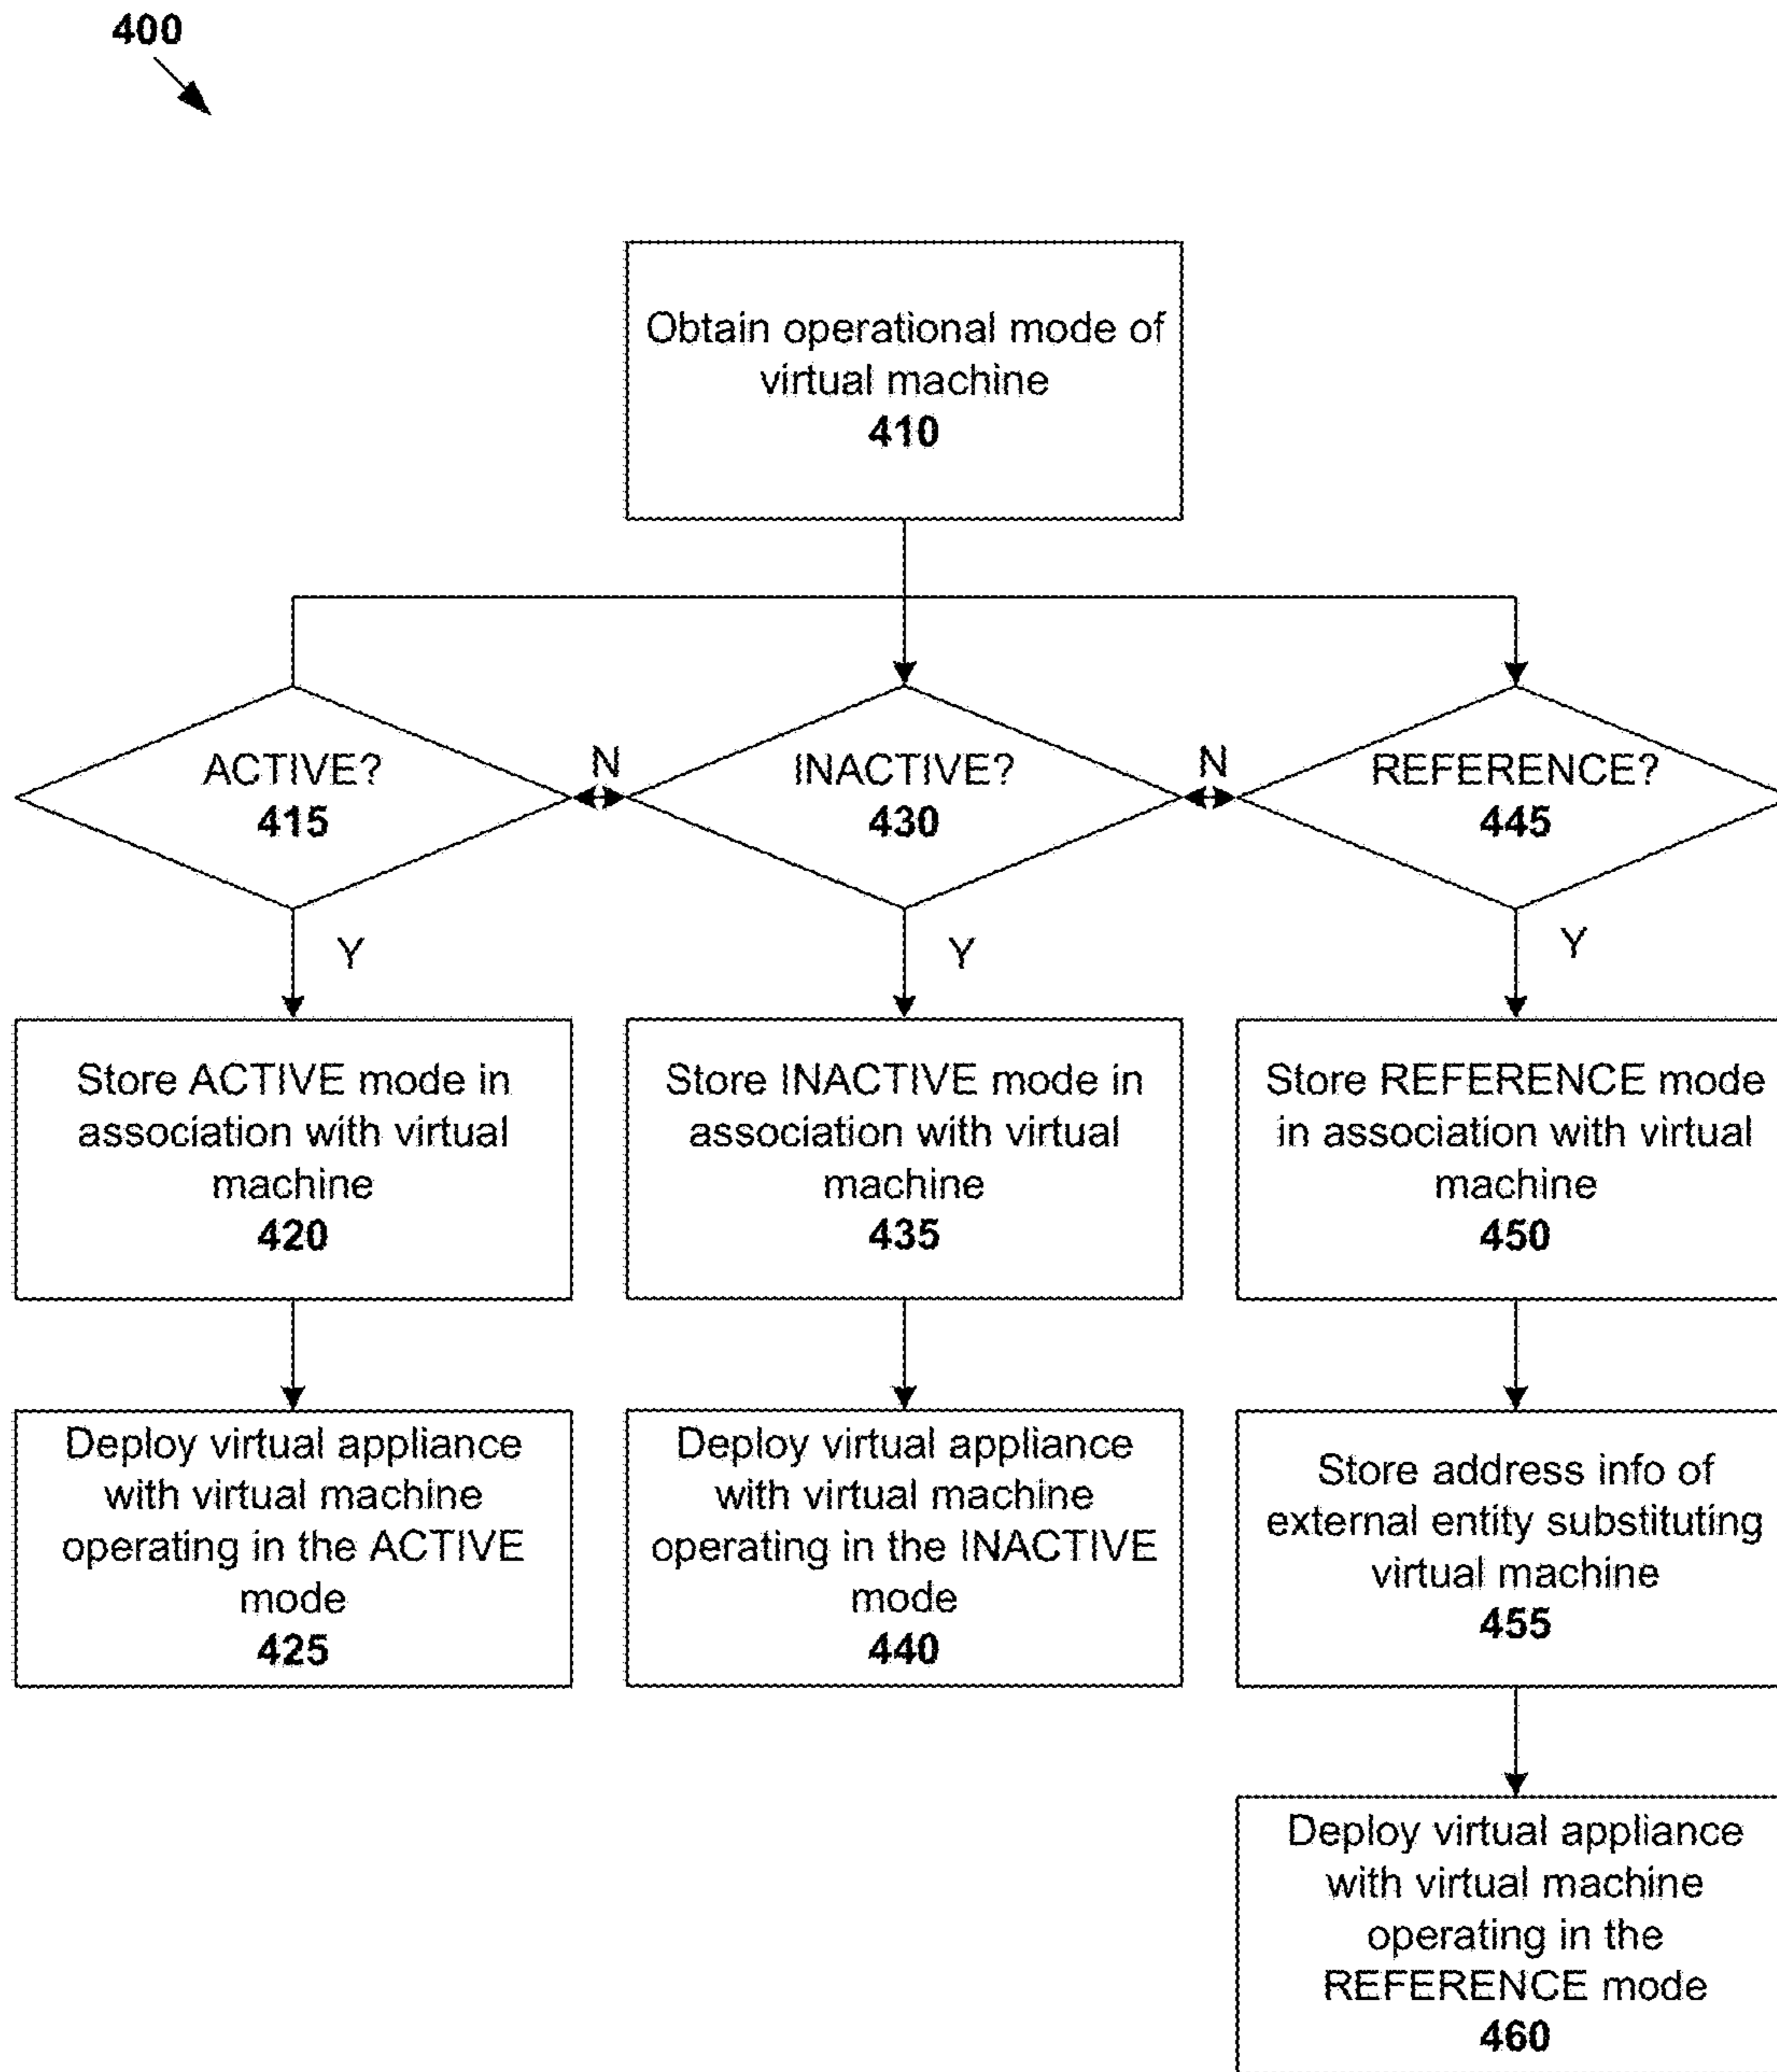 400
Obtain operational mode of
virtual machine
410
ACTIVE?
415
N
INACTIVE?
430
N
REFERENCE?
445
Y
Y
Y
Store ACTIVE mode in
association with virtual
machine
420
Store INACTIVE mode in
association with virtual
machine
435
Store REFERENCE mode
in association with virtual
machine
450
Deploy virtual appliance
with virtual machine
operating in the ACTIVE
mode
425
Deploy virtual appliance
with virtual machine
operating in the INACTIVE
mode
440
Store address info of
external entity substituting
virtual machine
455
Deploy virtual appliance
with virtual machine
operating in the
REFERENCE mode
460